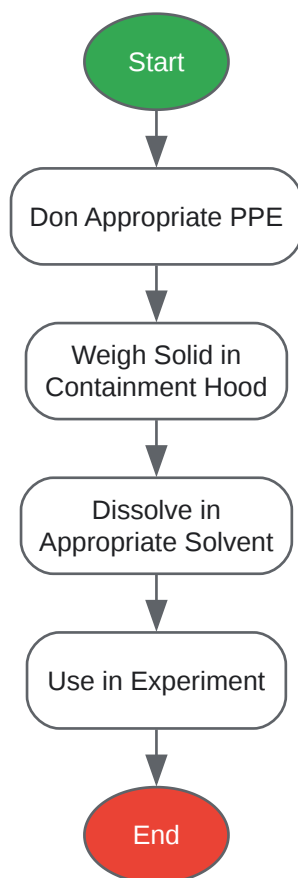 Start
Don Appropriate PPE
Weigh Solid in
Containment Hood
Dissolve in
Appropriate Solvent
Use in Experiment
End